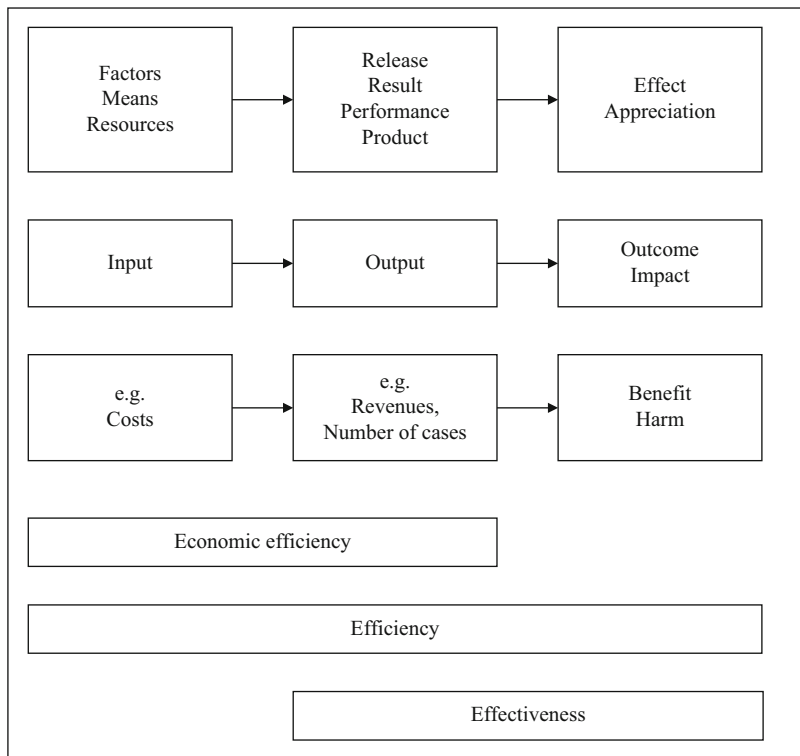 Factors
Means
Resources
Release
Result
Performance
Product
Effect
Appreciation
Input
Output
Outcome
Impact
e.g.
Costs
e.g.
Revenues,
Number of cases
Benefit
Harm
Economic efficiency
Efficiency
Effectiveness